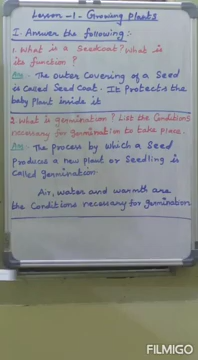 Lesson-1- Growing Plants
I. Answer the following:-
1. What is a Seedcoat? What is
its function?
Ans - The outer Covering of a Seed
is called Seed Coat. It Protects the
baby Plant inside it
2. What is germination? List the Conditions
necessary for germination to take place.
Ans - The process by which a Seed
Produces a new plant or Seedling is
called germination.
Air, water and warmth are
the Conditions necessary for germination
FILMIGO